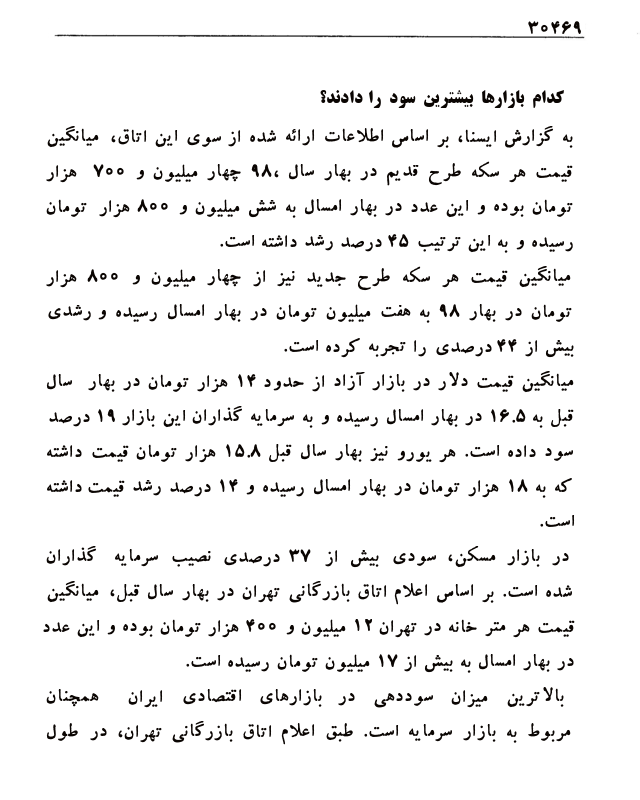 ۳۰۴۶۹
کدام بازارها بیشترین سود را دادند؟
به گزارش ایسنا، بر اساس اطلاعات ارائه شده از سوی این اتاق، میانگین
قیمت هر سکه طرح قدیم در بهار سال ،۹۸ چهار میلیون و ۷۰۰ هزار
تومان بوده و این عدد در بهار امسال به شش میلیون و ۸۰۰ هزار تومان
رسیده و به این ترتیب ۴۵ درصد رشد داشته است.
میانگین قیمت هر سکه طرح جدید نیز از چهار میلیون و ۸۰۰ هزار
تومان در بهار ۹۸ به هفت میلیون تومان در بهار امسال رسیده و رشدی
بیش از ۴۴ درصدی را تجربه کرده است.
میانگین قیمت دلار در بازار آزاد از حدود ۱۴ هزار تومان در بهار سال
قبل به ۱۶.۵ در بهار امسال رسیده و به سرمایه گذاران این بازار ۱۹ درصد
سود داده است. هر یورو نیز بهار سال قبل ۱۵.۸ هزار تومان قیمت داشته
که به ۱۸ هزار تومان در بهار امسال رسیده و ۱۴ درصد رشد قیمت داشته
است.
در بازار مسکن، سودی بیش از ۳۷ درصدی نصیب سرمایه گذاران
شده است. بر اساس اعلام اتاق بازرگانی تهران در بهار سال قبل، میانگین
قیمت هر متر خانه در تهران ۱۲ میلیون و ۴۰۰ هزار تومان بوده و این عدد
در بهار امسال به بیش از ۱۷ میلیون تومان رسیده است.
بالاترین میزان سوددهی در بازارهای اقتصادی ایران همچنان
مربوط به بازار سرمایه است. طبق اعلام اتاق بازرگانی تهران، در طول